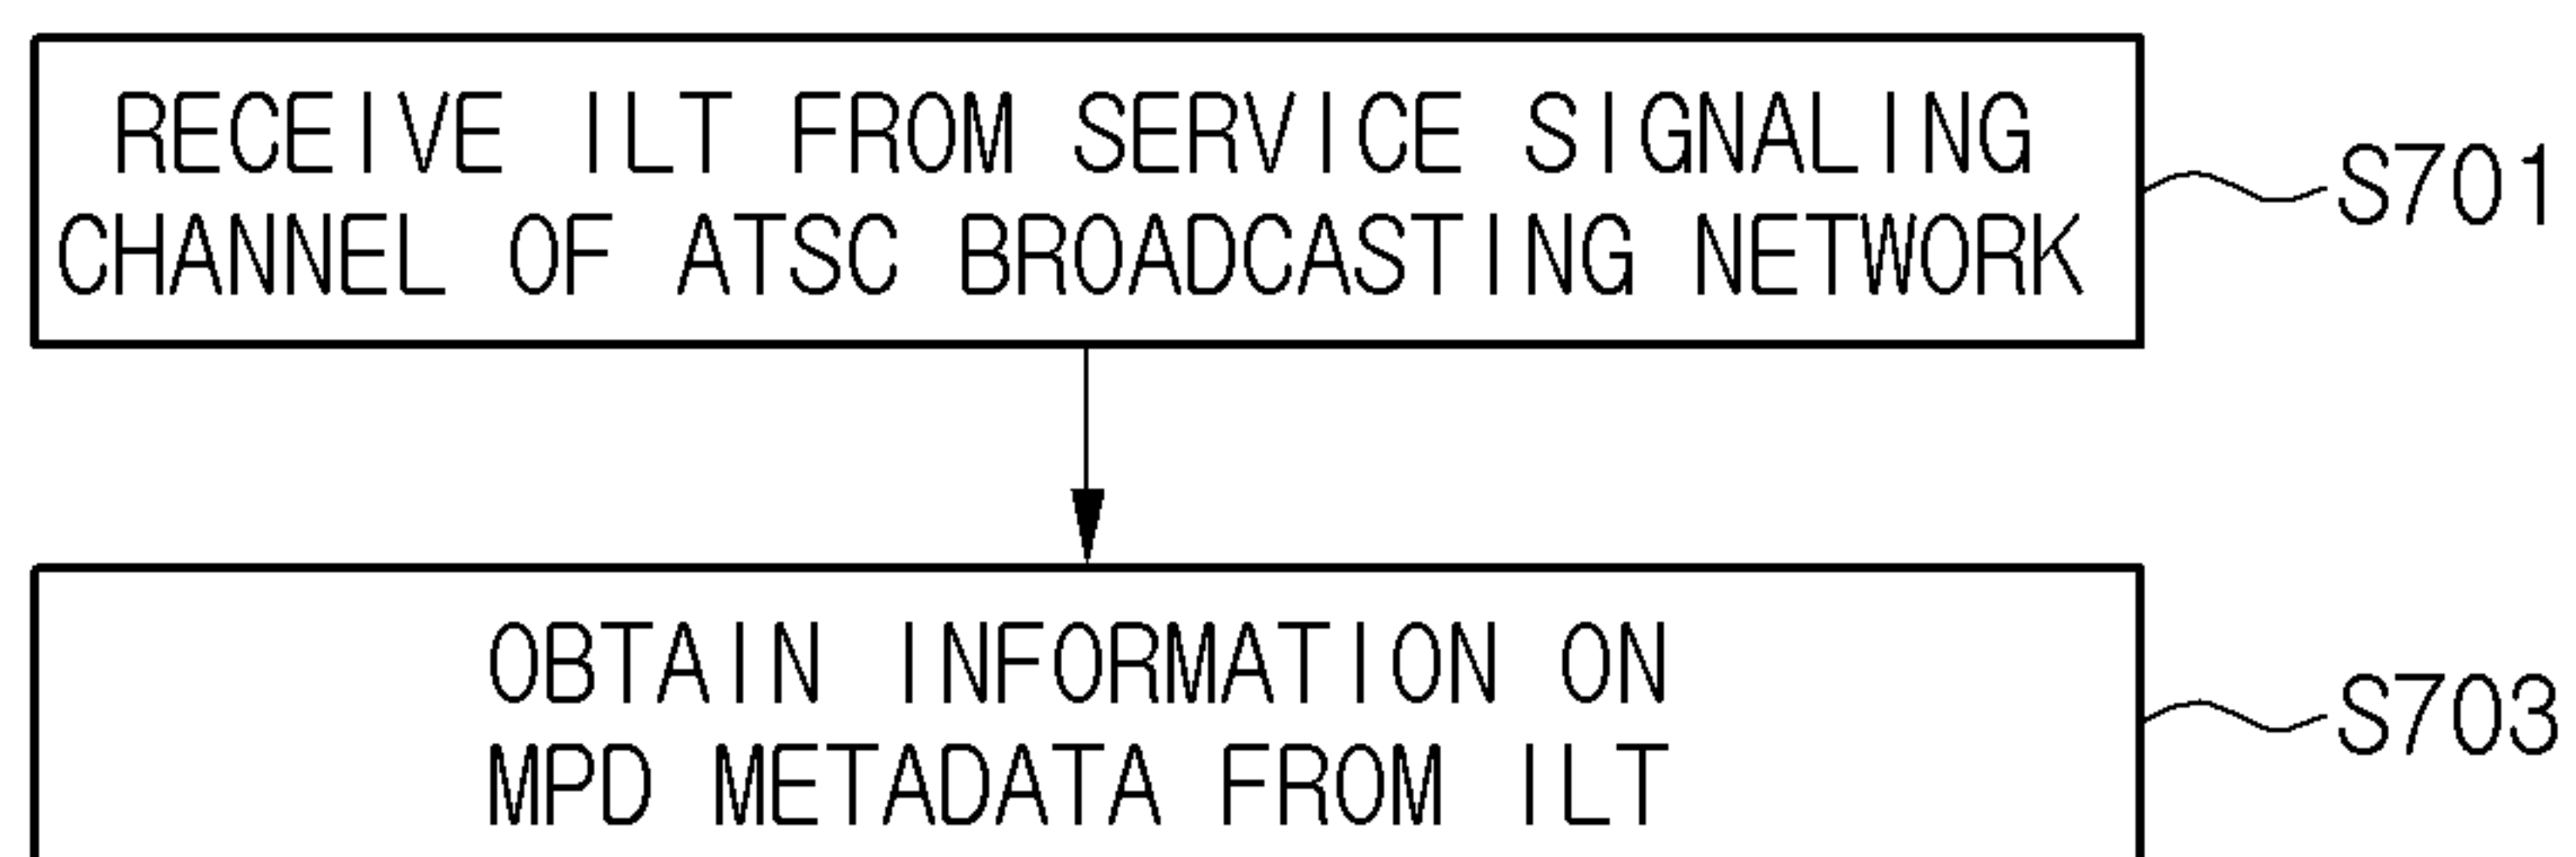 RECEIVE ILT FROM SERVICE SIGNALING
CHANNEL OF ATSC BROADCASTING NETWORK
S701
OBTAIN INFORMATION ON
MPD METADATA FROM ILT
S703